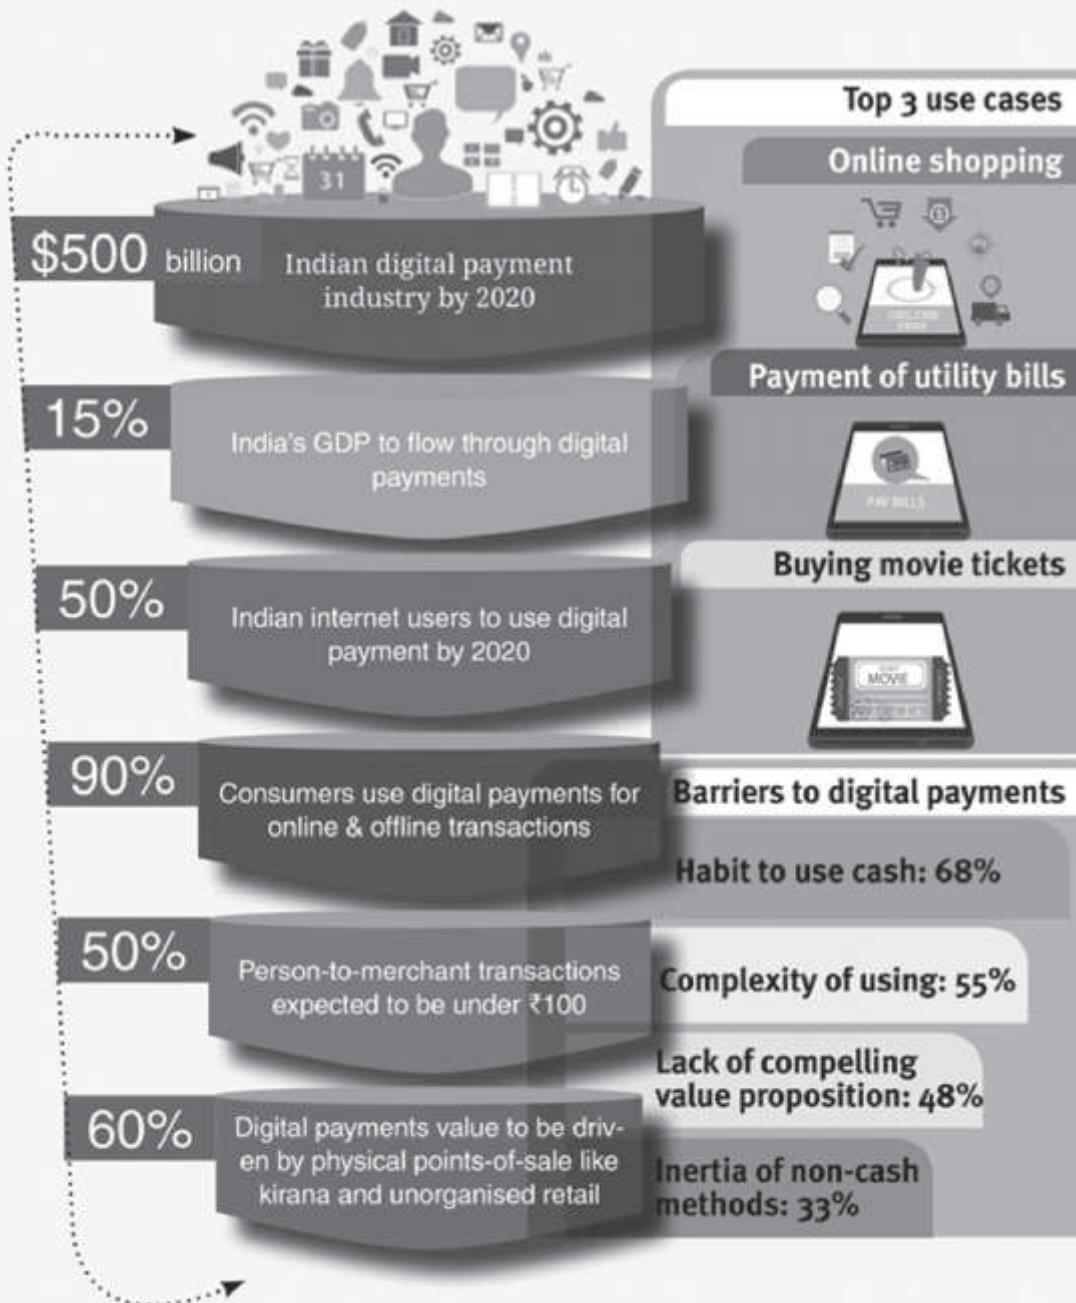 31
$500 billion
Indian digital payment
industry by 2020
15%
India's GDP to flow through digital
payments
50%
Indian internet users to use digital
payment by 2020
90%
Consumers use digital payments for
online & offline transactions
50%
Person-to-merchant transactions
expected to be under ₹100
60%
Digital payments value to be driv-
en by physical points-of-sale like
kirana and unorganised retail
Top 3 use cases
Online shopping
Payment of utility bills
PAY BILLS
Buying movie tickets
MOVIE
Barriers to digital payments
Habit to use cash: 68%
Complexity of using: 55%
Lack of compelling
value proposition: 48%
Inertia of non-cash
methods: 33%